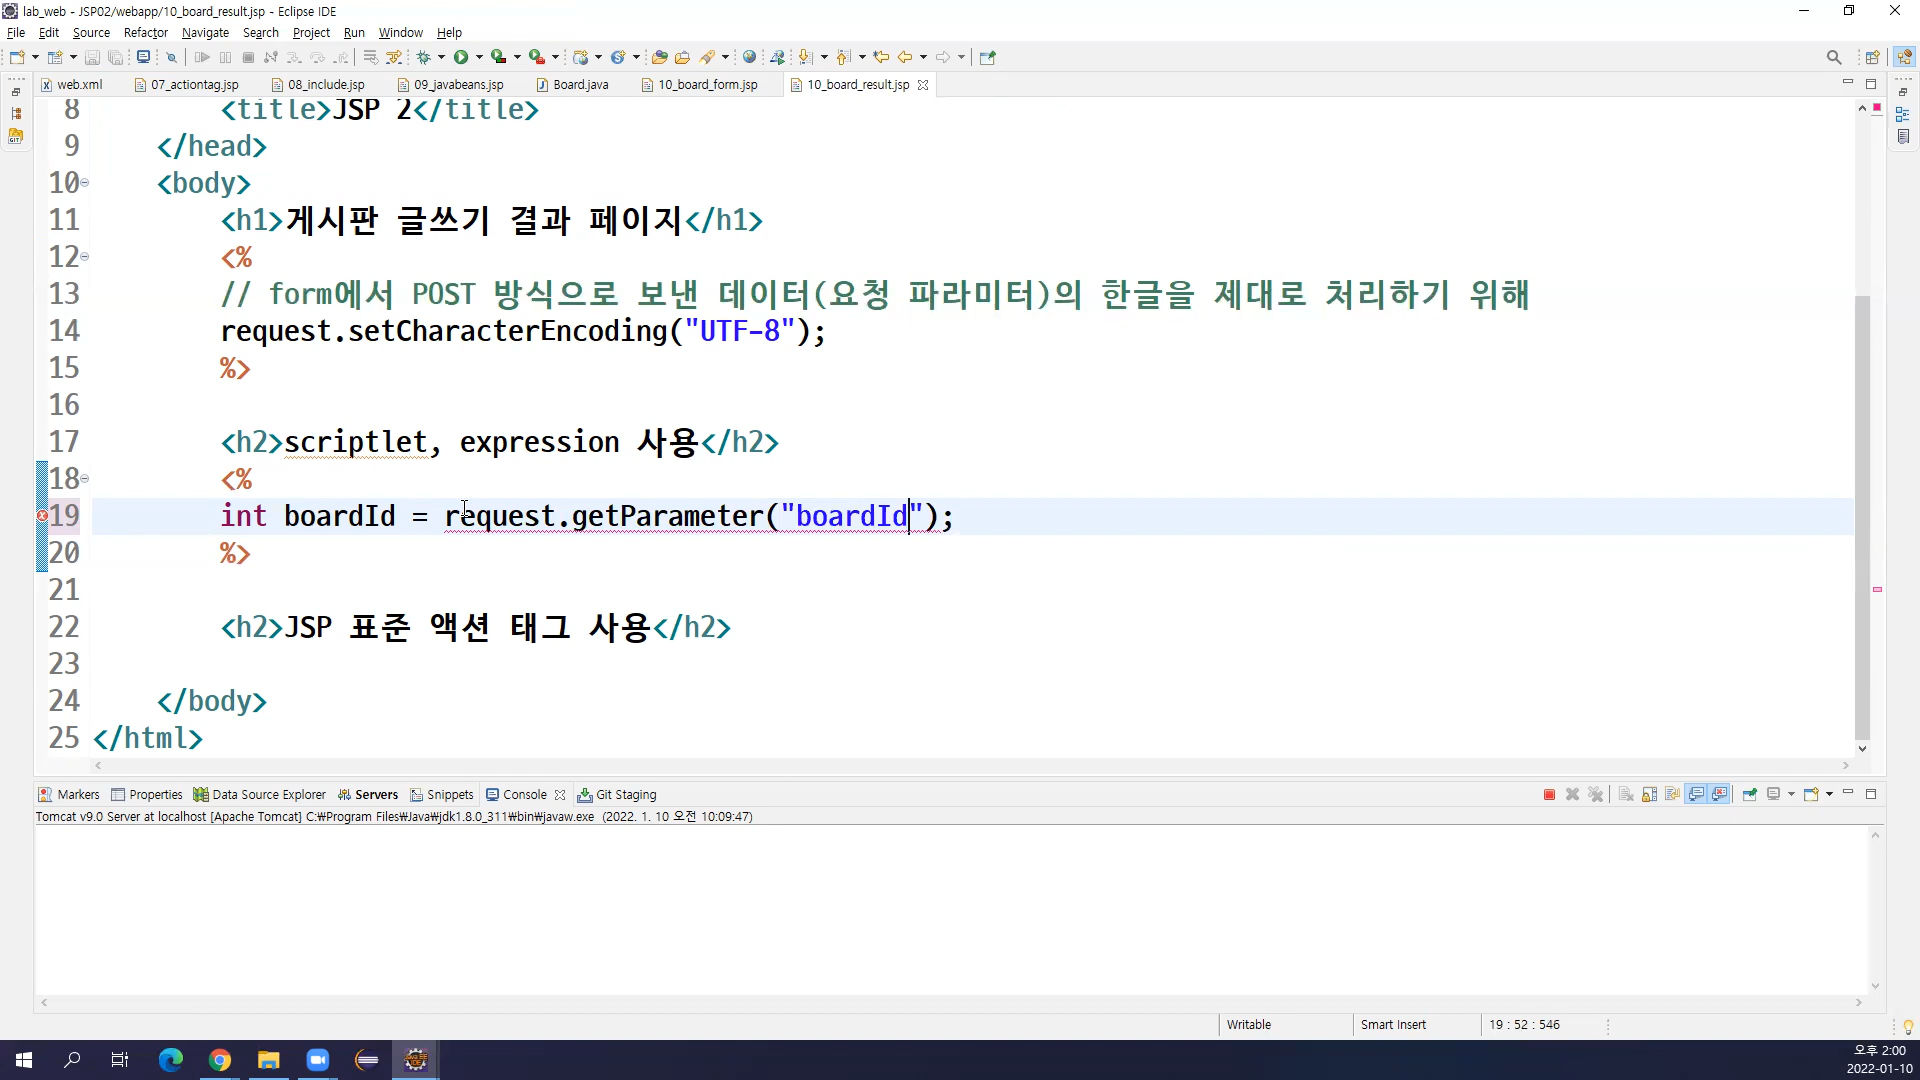 lab_web - JSP02/webapp/10_board_result.jsp - Eclipse IDE
File Edit Source Refactor Navigate Search Project Run Window Help
web.xml 07_actiontag.jsp 08_include.jsp 09_javabeans.jsp Board.java 10_board_form.jsp 10_board_result.jsp
8 <title>JSP 2</title>
9 </head>
10 <body>
11 <h1>게시판 글쓰기 결과 페이지</h1>
12 <%
13 // form에서 POST 방식으로 보낸 데이터(요청 파라미터)의 한글을 제대로 처리하기 위해
14 request.setCharacterEncoding("UTF-8");
15 %>
16
17 <h2>scriptlet, expression 사용</h2>
18 <%
19 int boardId = request.getParameter("boardId");
20 %>
21
22 <h2>JSP 표준 액션 태그 사용</h2>
23
24 </body>
25 </html>
Markers Properties Data Source Explorer Servers Snippets Console Git Staging
Tomcat v9.0 Server at localhost [Apache Tomcat] C:₩Program Files₩Java₩jdk1.8.0_311₩bin₩javaw.exe (2022. 1. 10 오전 10:09:47)
Writable Smart Insert 19 : 52 : 546
오후 2:00
2022-01-10